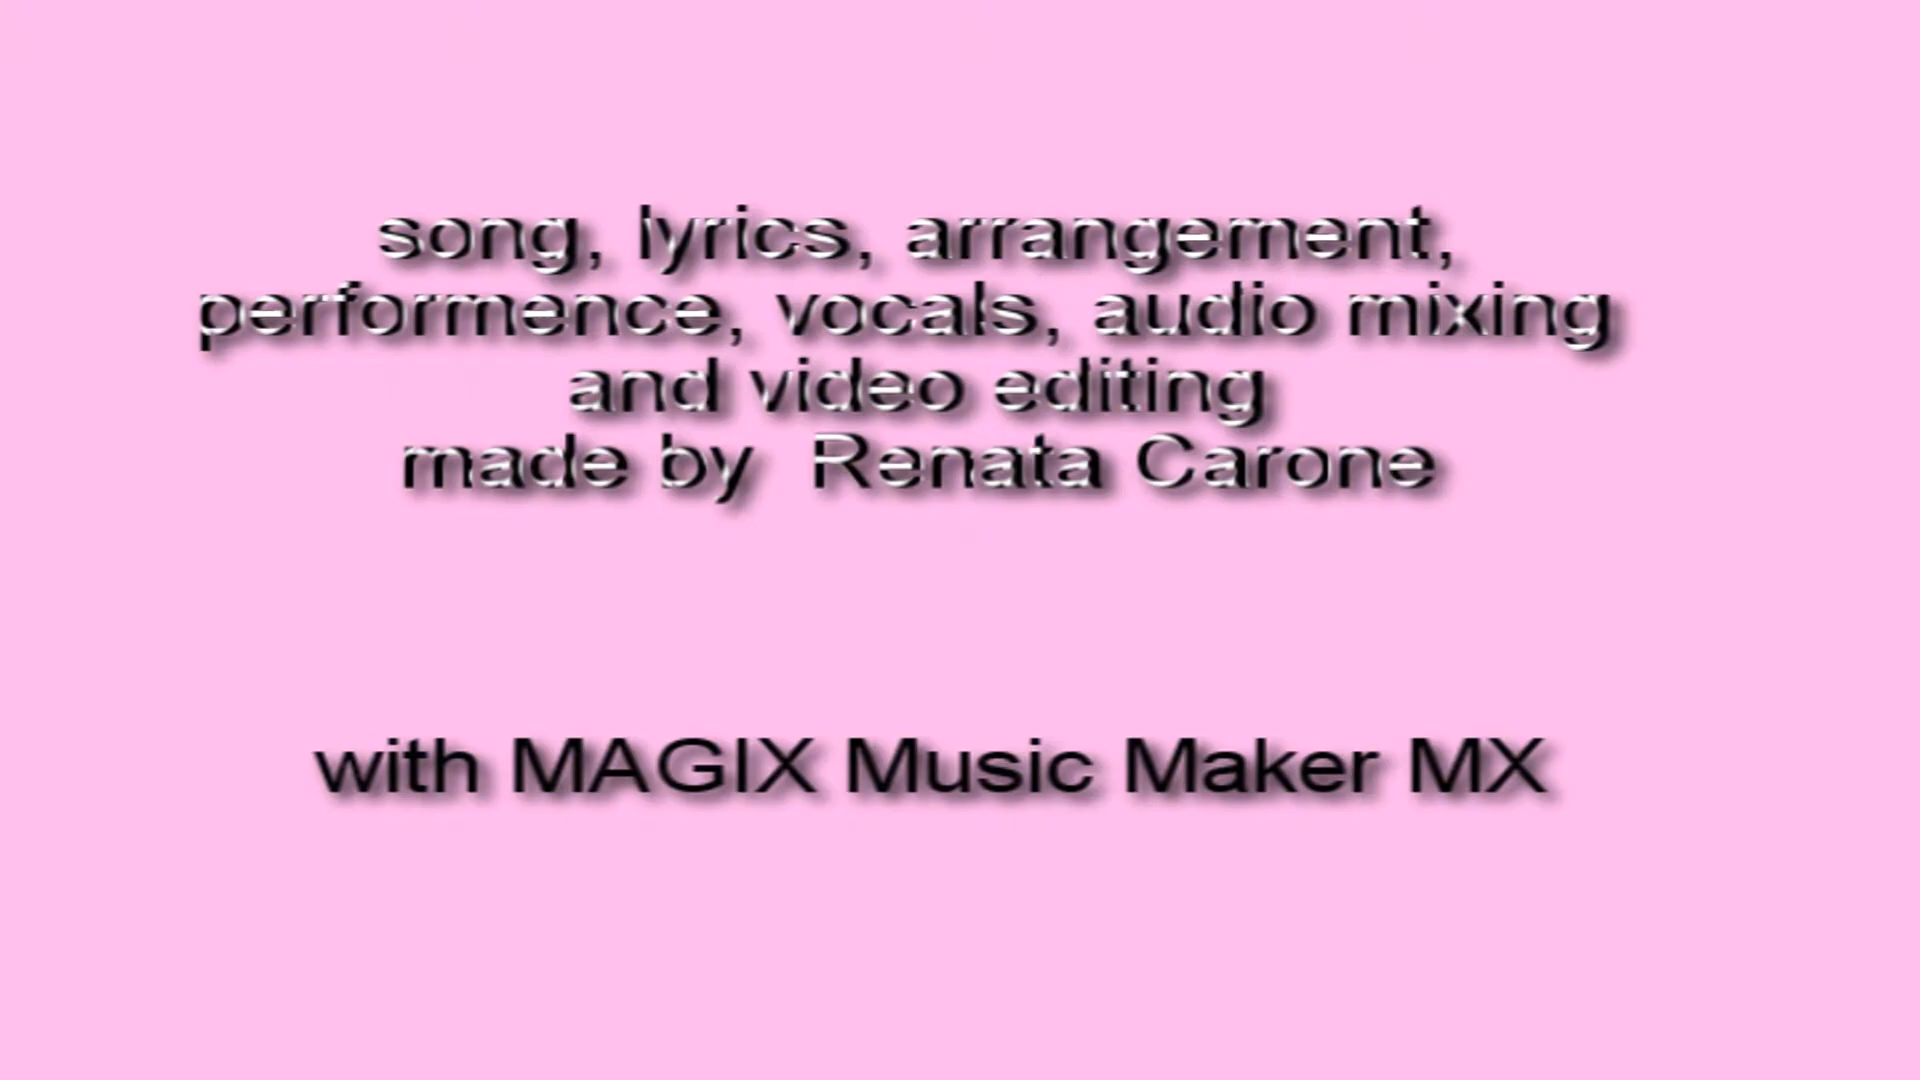 song, lyrics, arrangement,
performence, vocals, audio mixing
and video editing
made by  Renata Carone
with MAGIX Music Maker MX